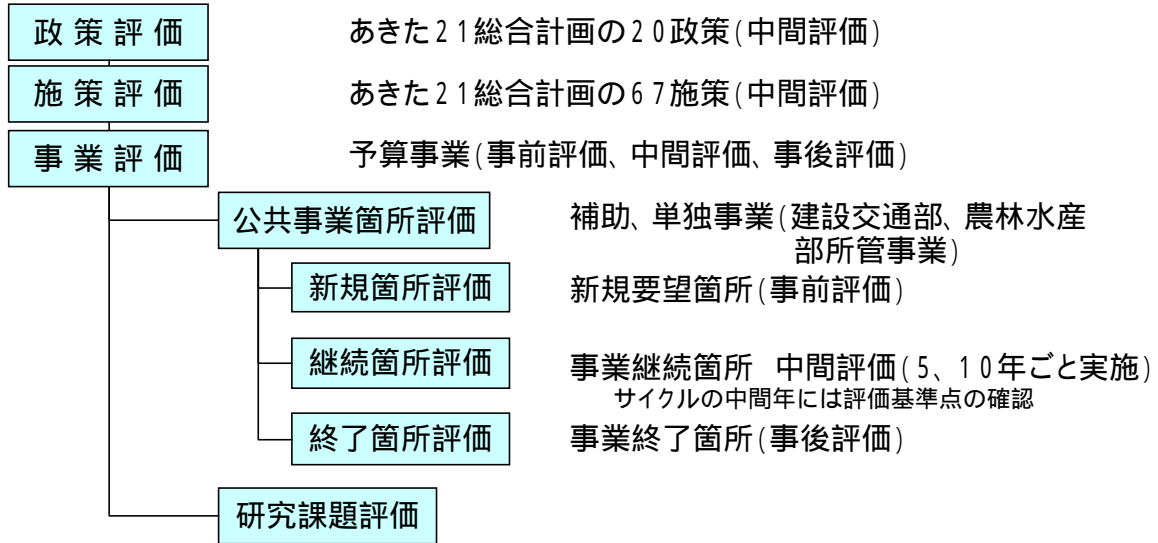 政策評価 あきた21総合計画の20政策(中間評価)
施策評価 あきた21総合計画の67施策(中間評価)
事業評価 予算事業(事前評価、中間評価、事後評価)
公共事業箇所評価 補助、単独事業(建設交通部、農林水産
部所管事業)
新規箇所評価 新規要望箇所(事前評価)
継続箇所評価 事業継続箇所 中間評価(5、10年ごと実施)
サイクルの中間年には評価基準点の確認
終了箇所評価 事業終了箇所(事後評価)
研究課題評価